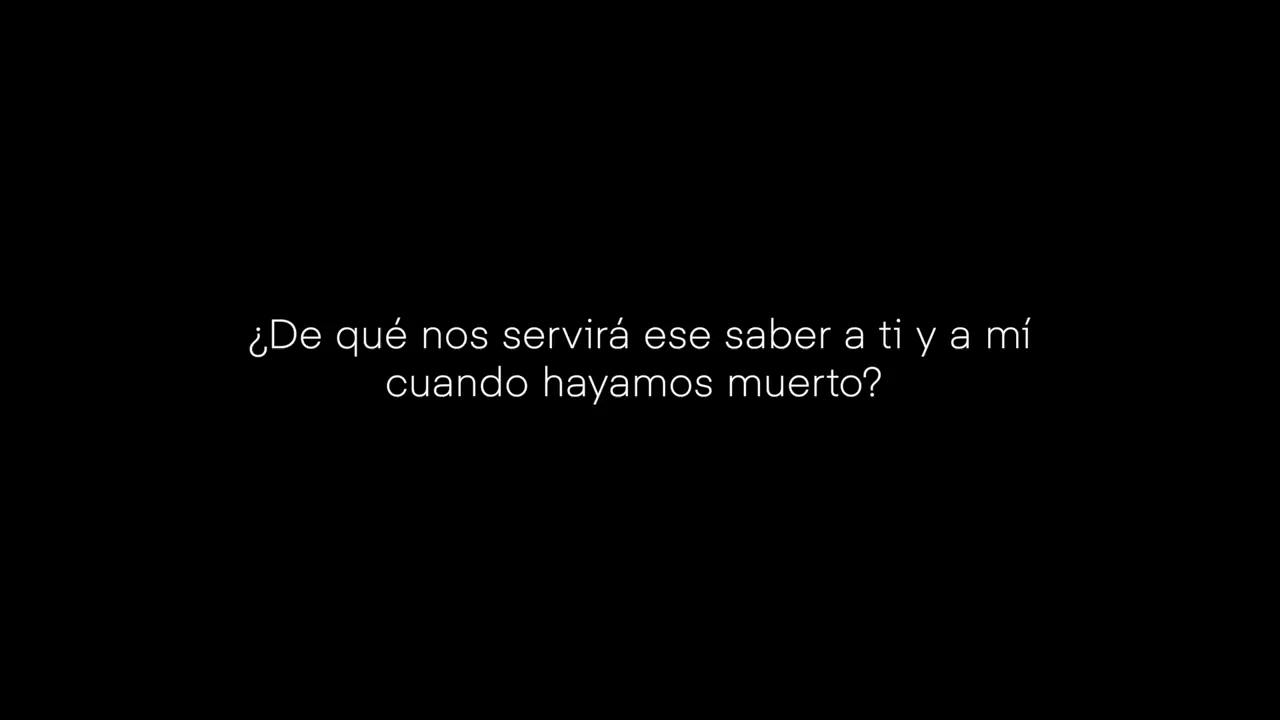 ¿De qué nos servirá ese saber a ti y a mí
cuando hayamos muerto?